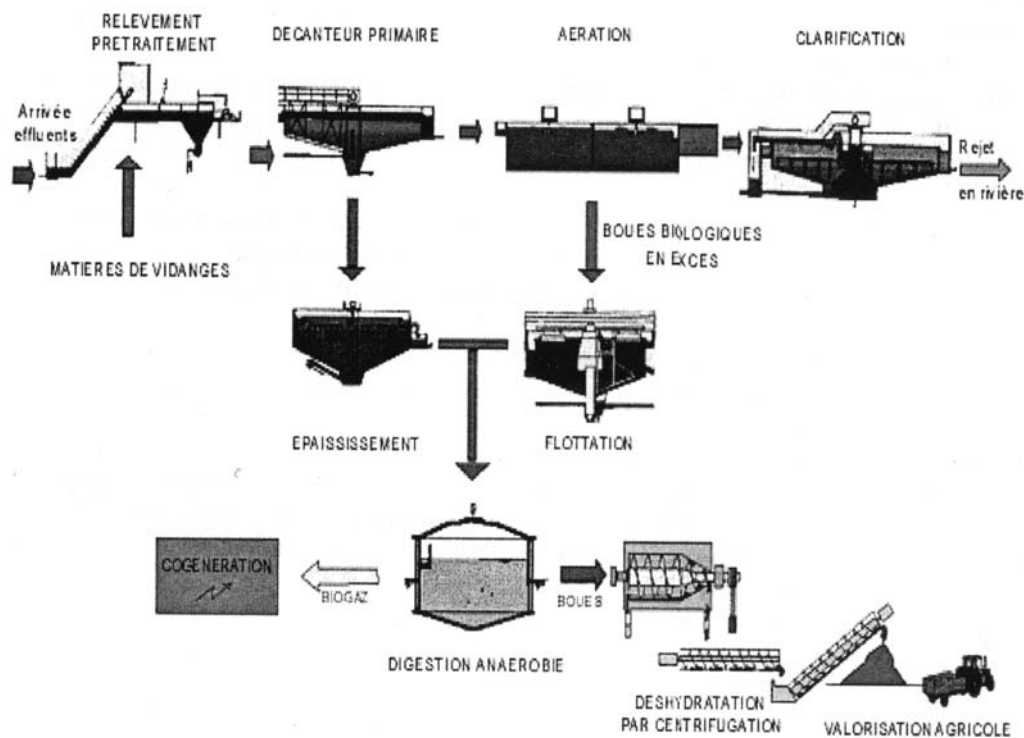 RELEVEMENT
PRETRAITEMENT
DECANTEUR PRIMAIRE
AERATION
CLARIFICATION
Arrivée
effluents
Rejet
en rivière
MATIERES DE VIDANGES
BOUES BIOLOGIQUES
EN EXCES
EPAISSISSEMENT
FLOTTATION
COGENERATION
BIOGAZ
BOUES
DIGESTION ANAEROBIE
DESHYDRATATION
PAR CENTRIFUGATION
VALORISATION AGRICOLE